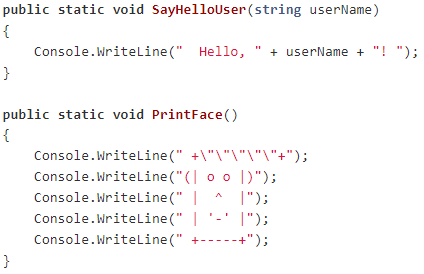 public static void SayHelloUser(string userName)
{
    Console.WriteLine("  Hello, " + userName + "! ");
}

public static void PrintFace()
{
    Console.WriteLine(" +\"\"\"\"\"+");
    Console.WriteLine("(| o o |)");
    Console.WriteLine(" |  ^  |");
    Console.WriteLine(" | '-' |");
    Console.WriteLine(" +-----+");
}